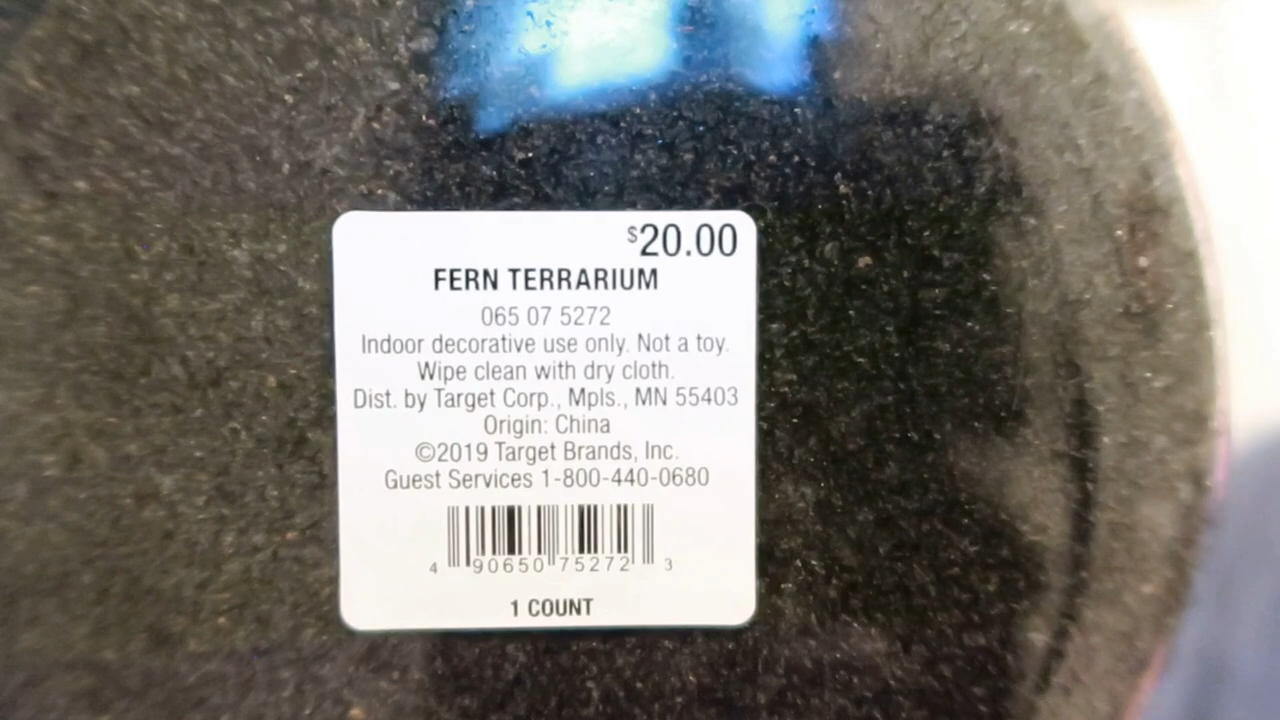 $20.00
FERN TERRARIUM
065 07 5272
Indoor decorative use only. Not a toy.
Wipe clean with dry cloth.
Dist. by Target Corp., Mpls., MN 55403
Origin: China
©2019 Target Brands, Inc.
Guest Services 1-800-440-0680
4 90650 75272 3
1 COUNT